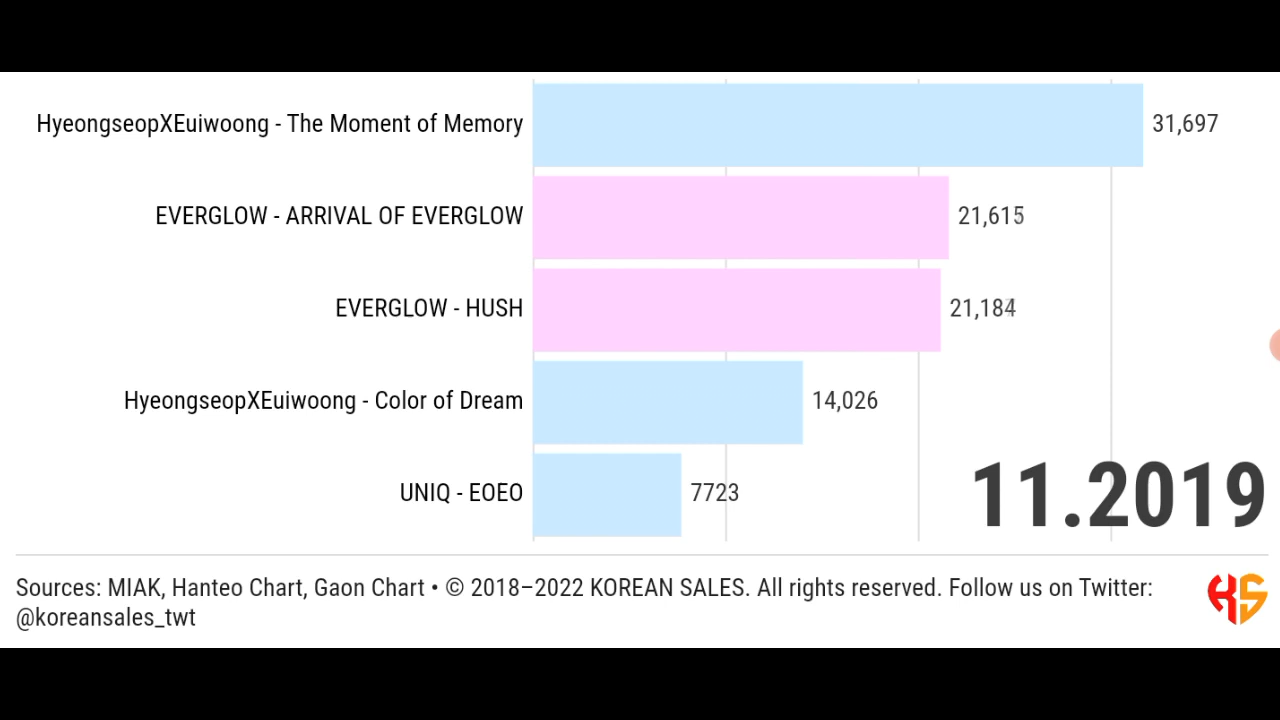 HyeongseopXEuiwoong - The Moment of Memory 31,697
EVERGLOW - ARRIVAL OF EVERGLOW 21,615
EVERGLOW - HUSH 21,184
HyeongseopXEuiwoong - Color of Dream 14,026
UNIQ - EOEO 7723
11.2019
Sources: MIAK, Hanteo Chart, Gaon Chart • © 2018–2022 KOREAN SALES. All rights reserved. Follow us on Twitter:
@koreansales_twt
KS